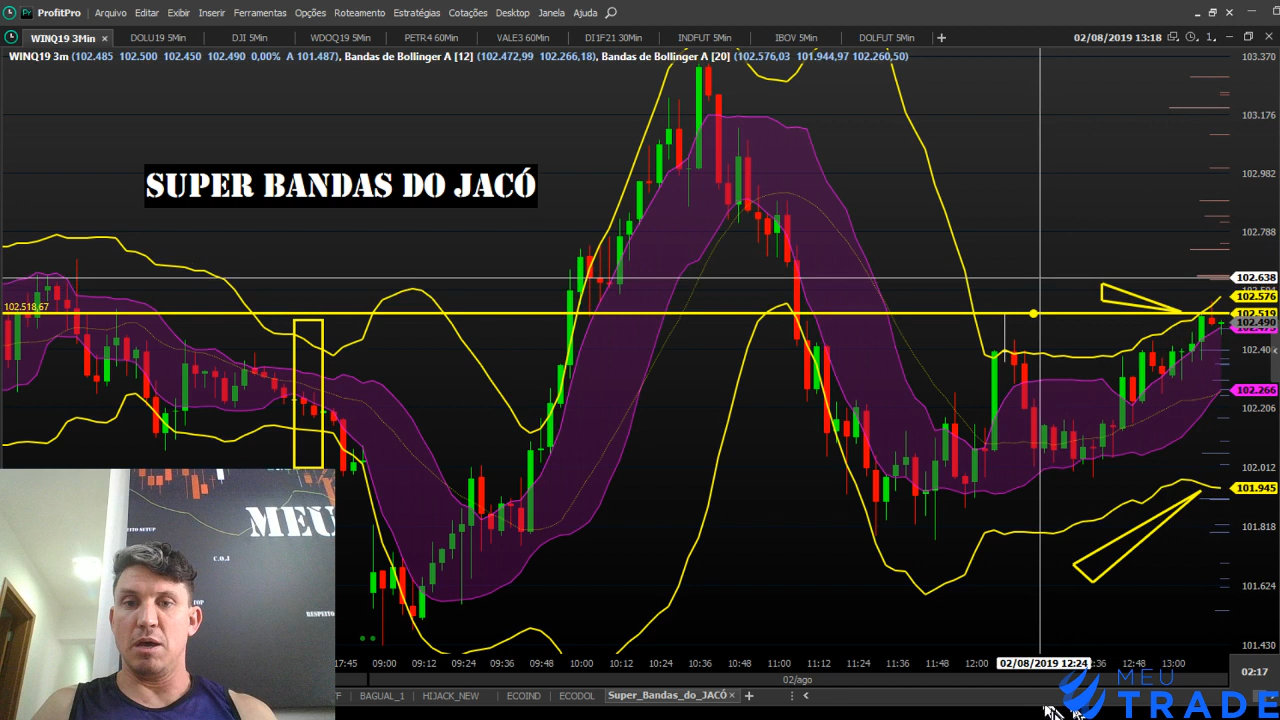 ProfitPro Arquivo Editar Exibir Inserir Ferramentas Opções Roteamento Estratégias Cotações Desktop Janela Ajuda
WINQ19 3Min DOLU19 5Min DJI 5Min WDOQ19 5Min PETR4 60Min VALE3 60Min DI1F21 30Min INDFUT 5Min IBOV 5Min DOLFUT 5Min 02/08/2019 13:18
WINQ19 3m (102.485 102.500 102.450 102.490 0,00% A 101.487), Bandas de Bollinger A [12] (102.472,99 102.266,18), Bandas de Bollinger A [20] (102.576,03 101.944,97 102.260,50)
103.370
103.176
SUPER BANDAS DO JACÓ
102.982
102.788
102.638
102.576
102.518,67
102.519
102.490
102.266
102.206
102.012
101.945
101.818
101.624
101.430
MEU
C.O.I
17:45 09:00 09:12 09:24 09:36 09:48 10:00 10:12 10:24 10:36 10:48 11:00 11:12 11:24 11:36 11:48 12:00 02/08/2019 12:24 12:48 13:00
02/ago
02:17
BAGUAL_1 HIJACK_NEW ECOIND ECODOL Super_Bandas_do_JACÓ
MEU
TRADE